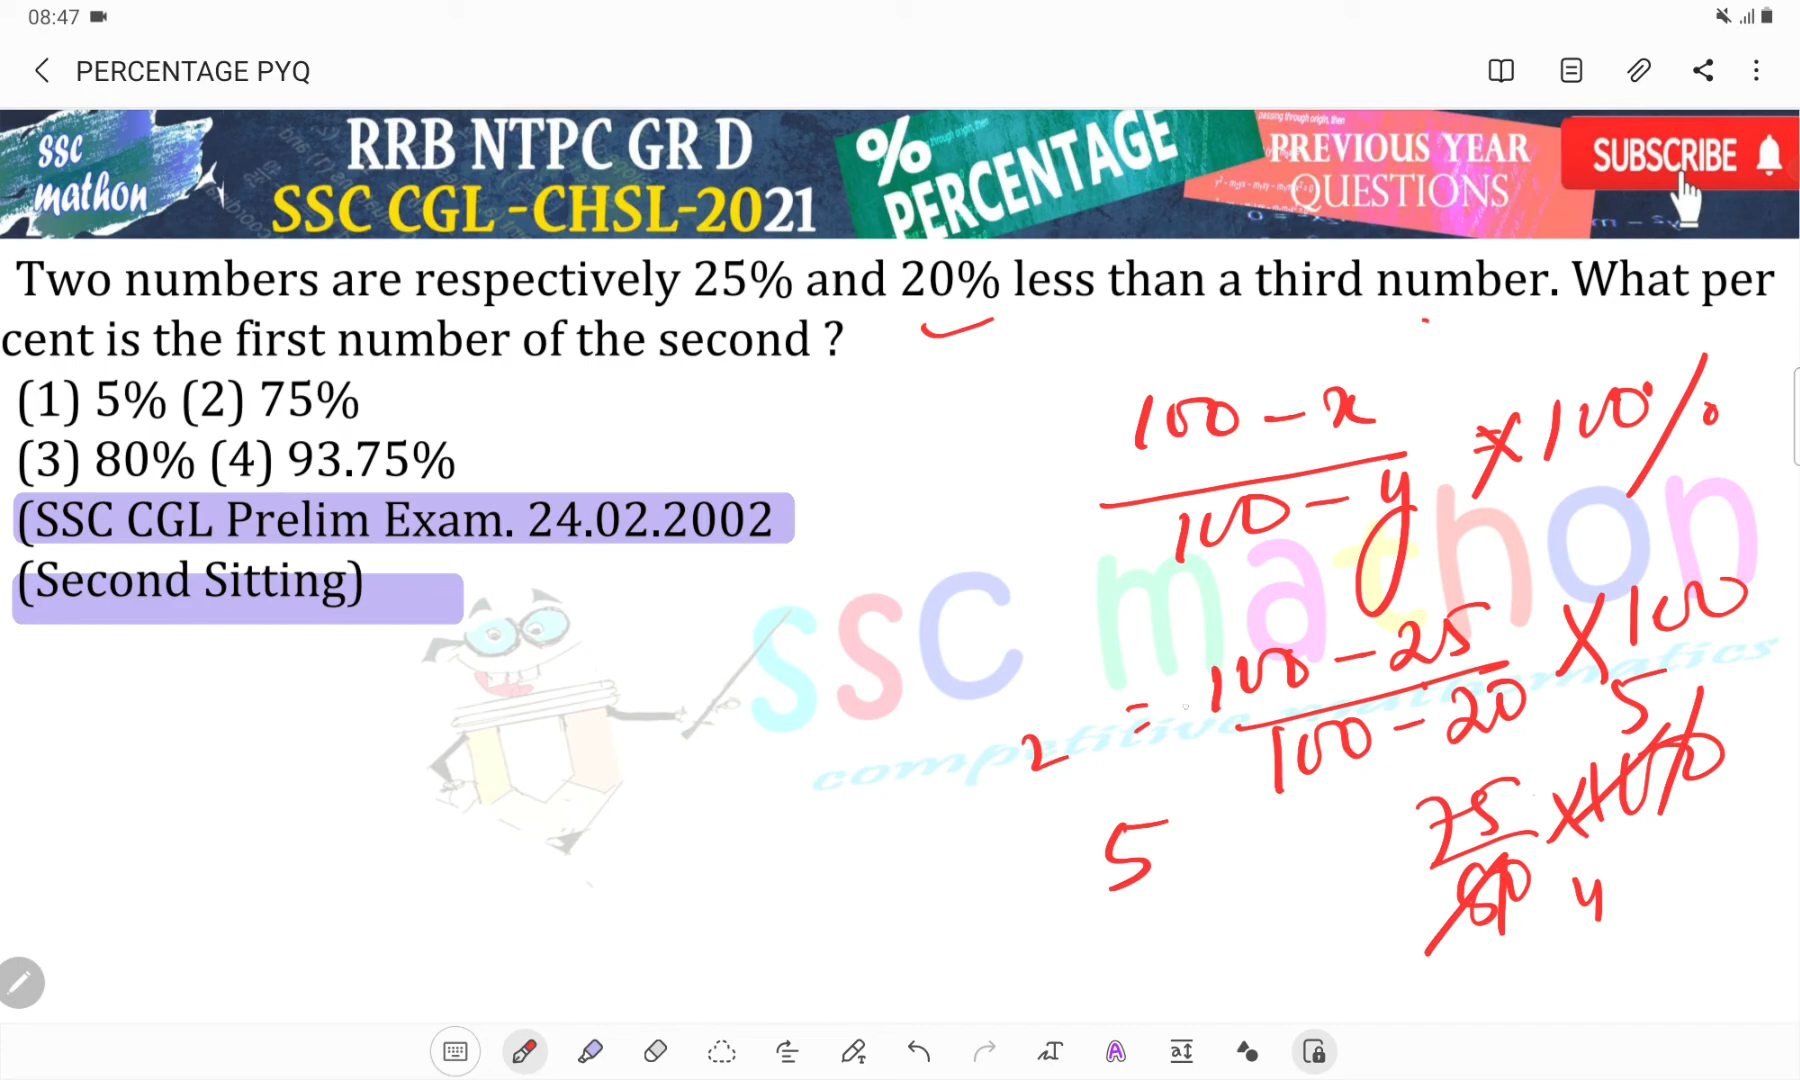 08:47
PERCENTAGE PYQ
SSC mathon
RRB NTPC GR D
SSC CGL -CHSL-2021
% PERCENTAGE
PREVIOUS YEAR
QUESTIONS
SUBSCRIBE
Two numbers are respectively 25% and 20% less than a third number. What per
cent is the first number of the second ?
(1) 5% (2) 75%
(3) 80% (4) 93.75%
(SSC CGL Prelim Exam. 24.02.2002
(Second Sitting)
100 - x
100 - y
× 100%
= 100 - 25
100 - 20
× 100
2
5
75
80
× 100
5
4
ssc mathon
competitive mathematics